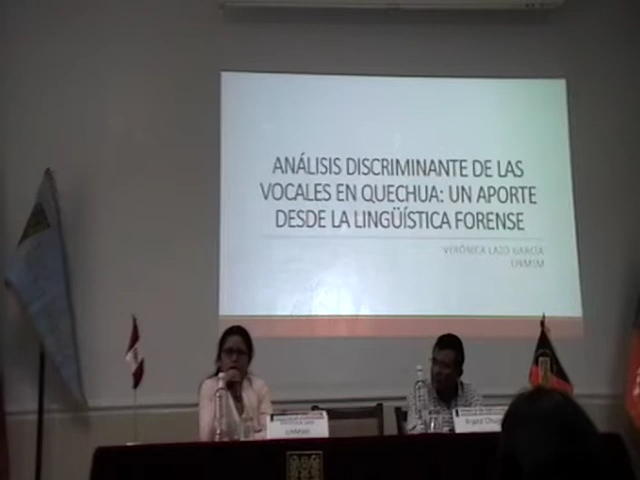 ANÁLISIS DISCRIMINANTE DE LAS
VOCALES EN QUECHUA: UN APORTE
DESDE LA LINGÜÍSTICA FORENSE
VERÓNICA LAZO GARCÍA
UNMSM